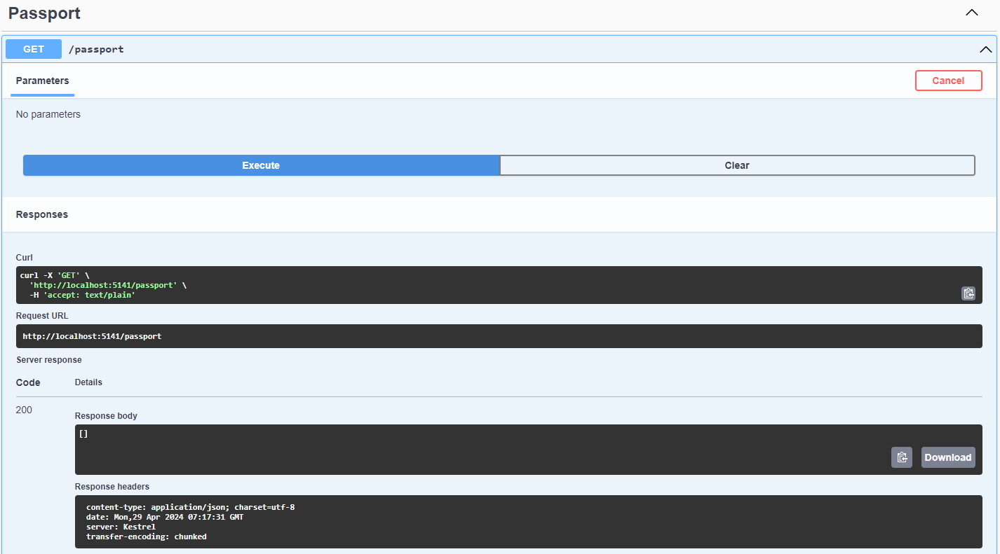 Passport
GET /passport
Parameters Cancel
No parameters
Execute Clear
Responses
Curl
curl -X 'GET' \
'http://localhost:5141/passport' \
-H 'accept: text/plain'
Request URL
http://localhost:5141/passport
Server response
Code Details
200
Response body
[]
Download
Response headers
content-type: application/json; charset=utf-8
date: Mon,29 Apr 2024 07:17:31 GMT
server: Kestrel
transfer-encoding: chunked